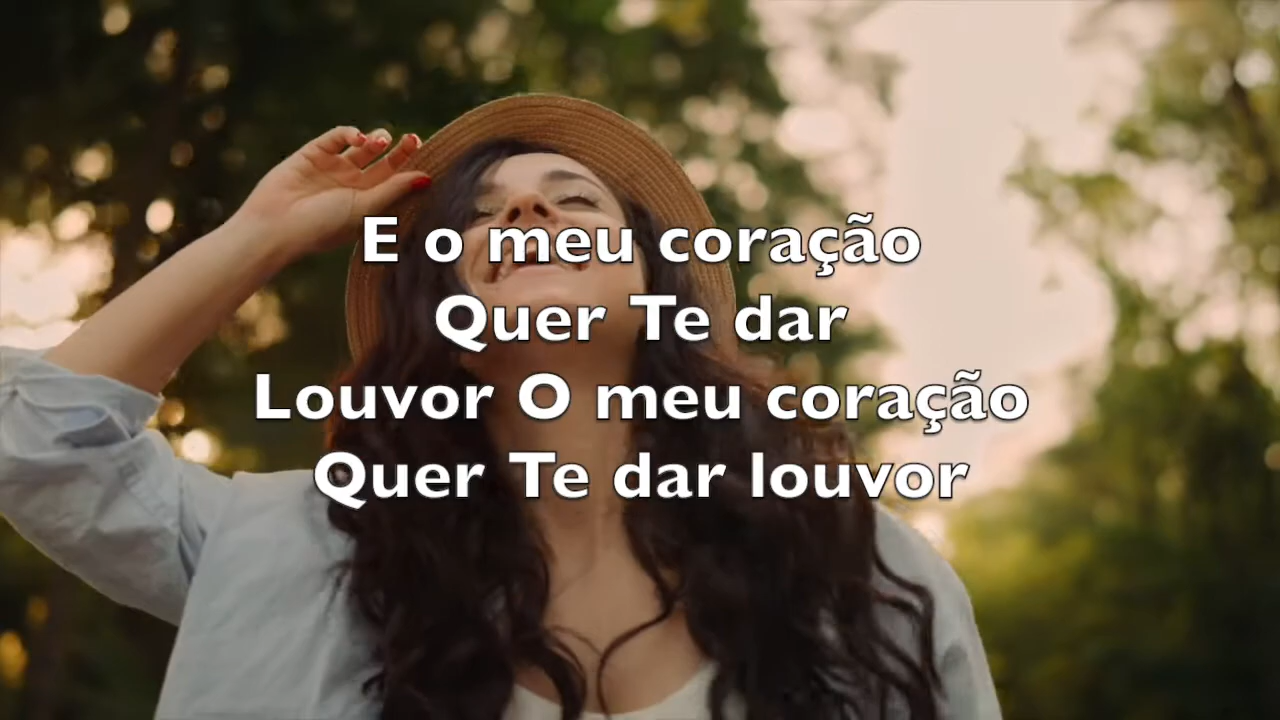 E o meu coração
Quer Te dar
Louvor O meu coração
Quer Te dar louvor